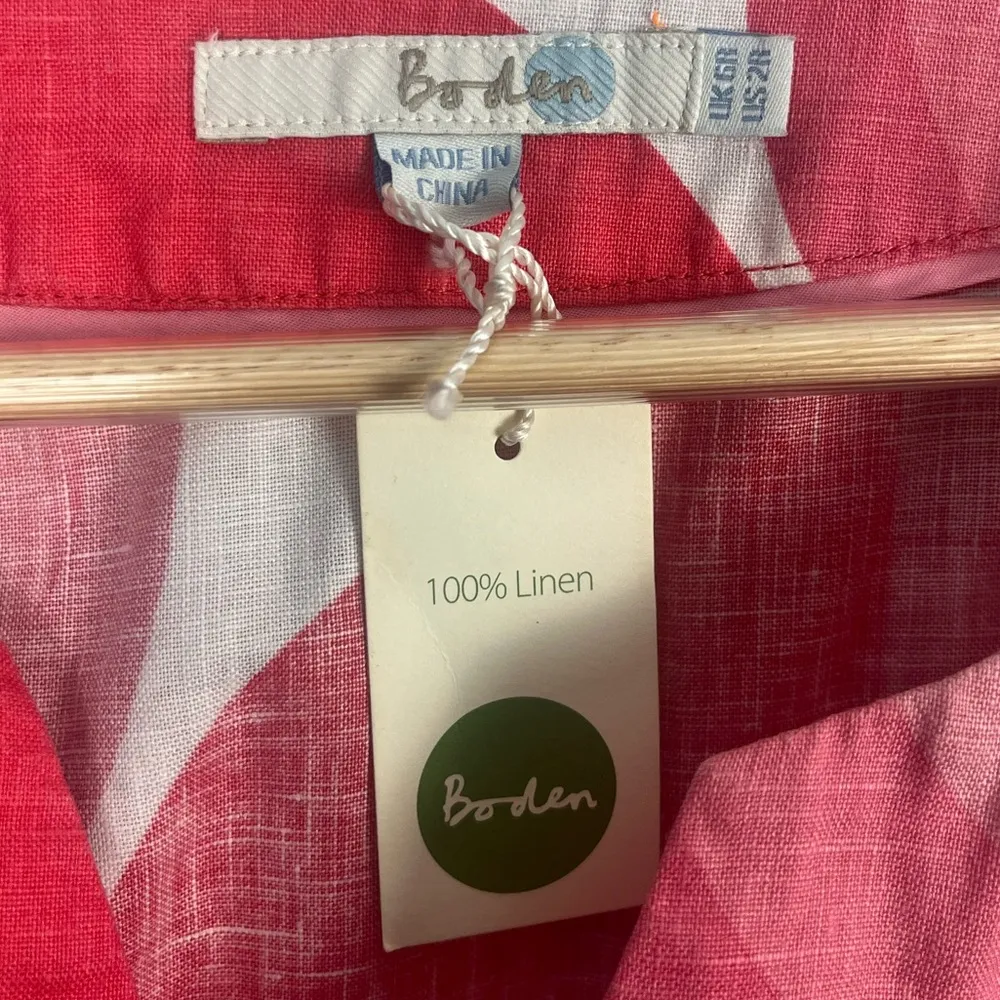 Boden
UK 6R
US 2R
MADE IN
CHINA
100% Linen
Boden